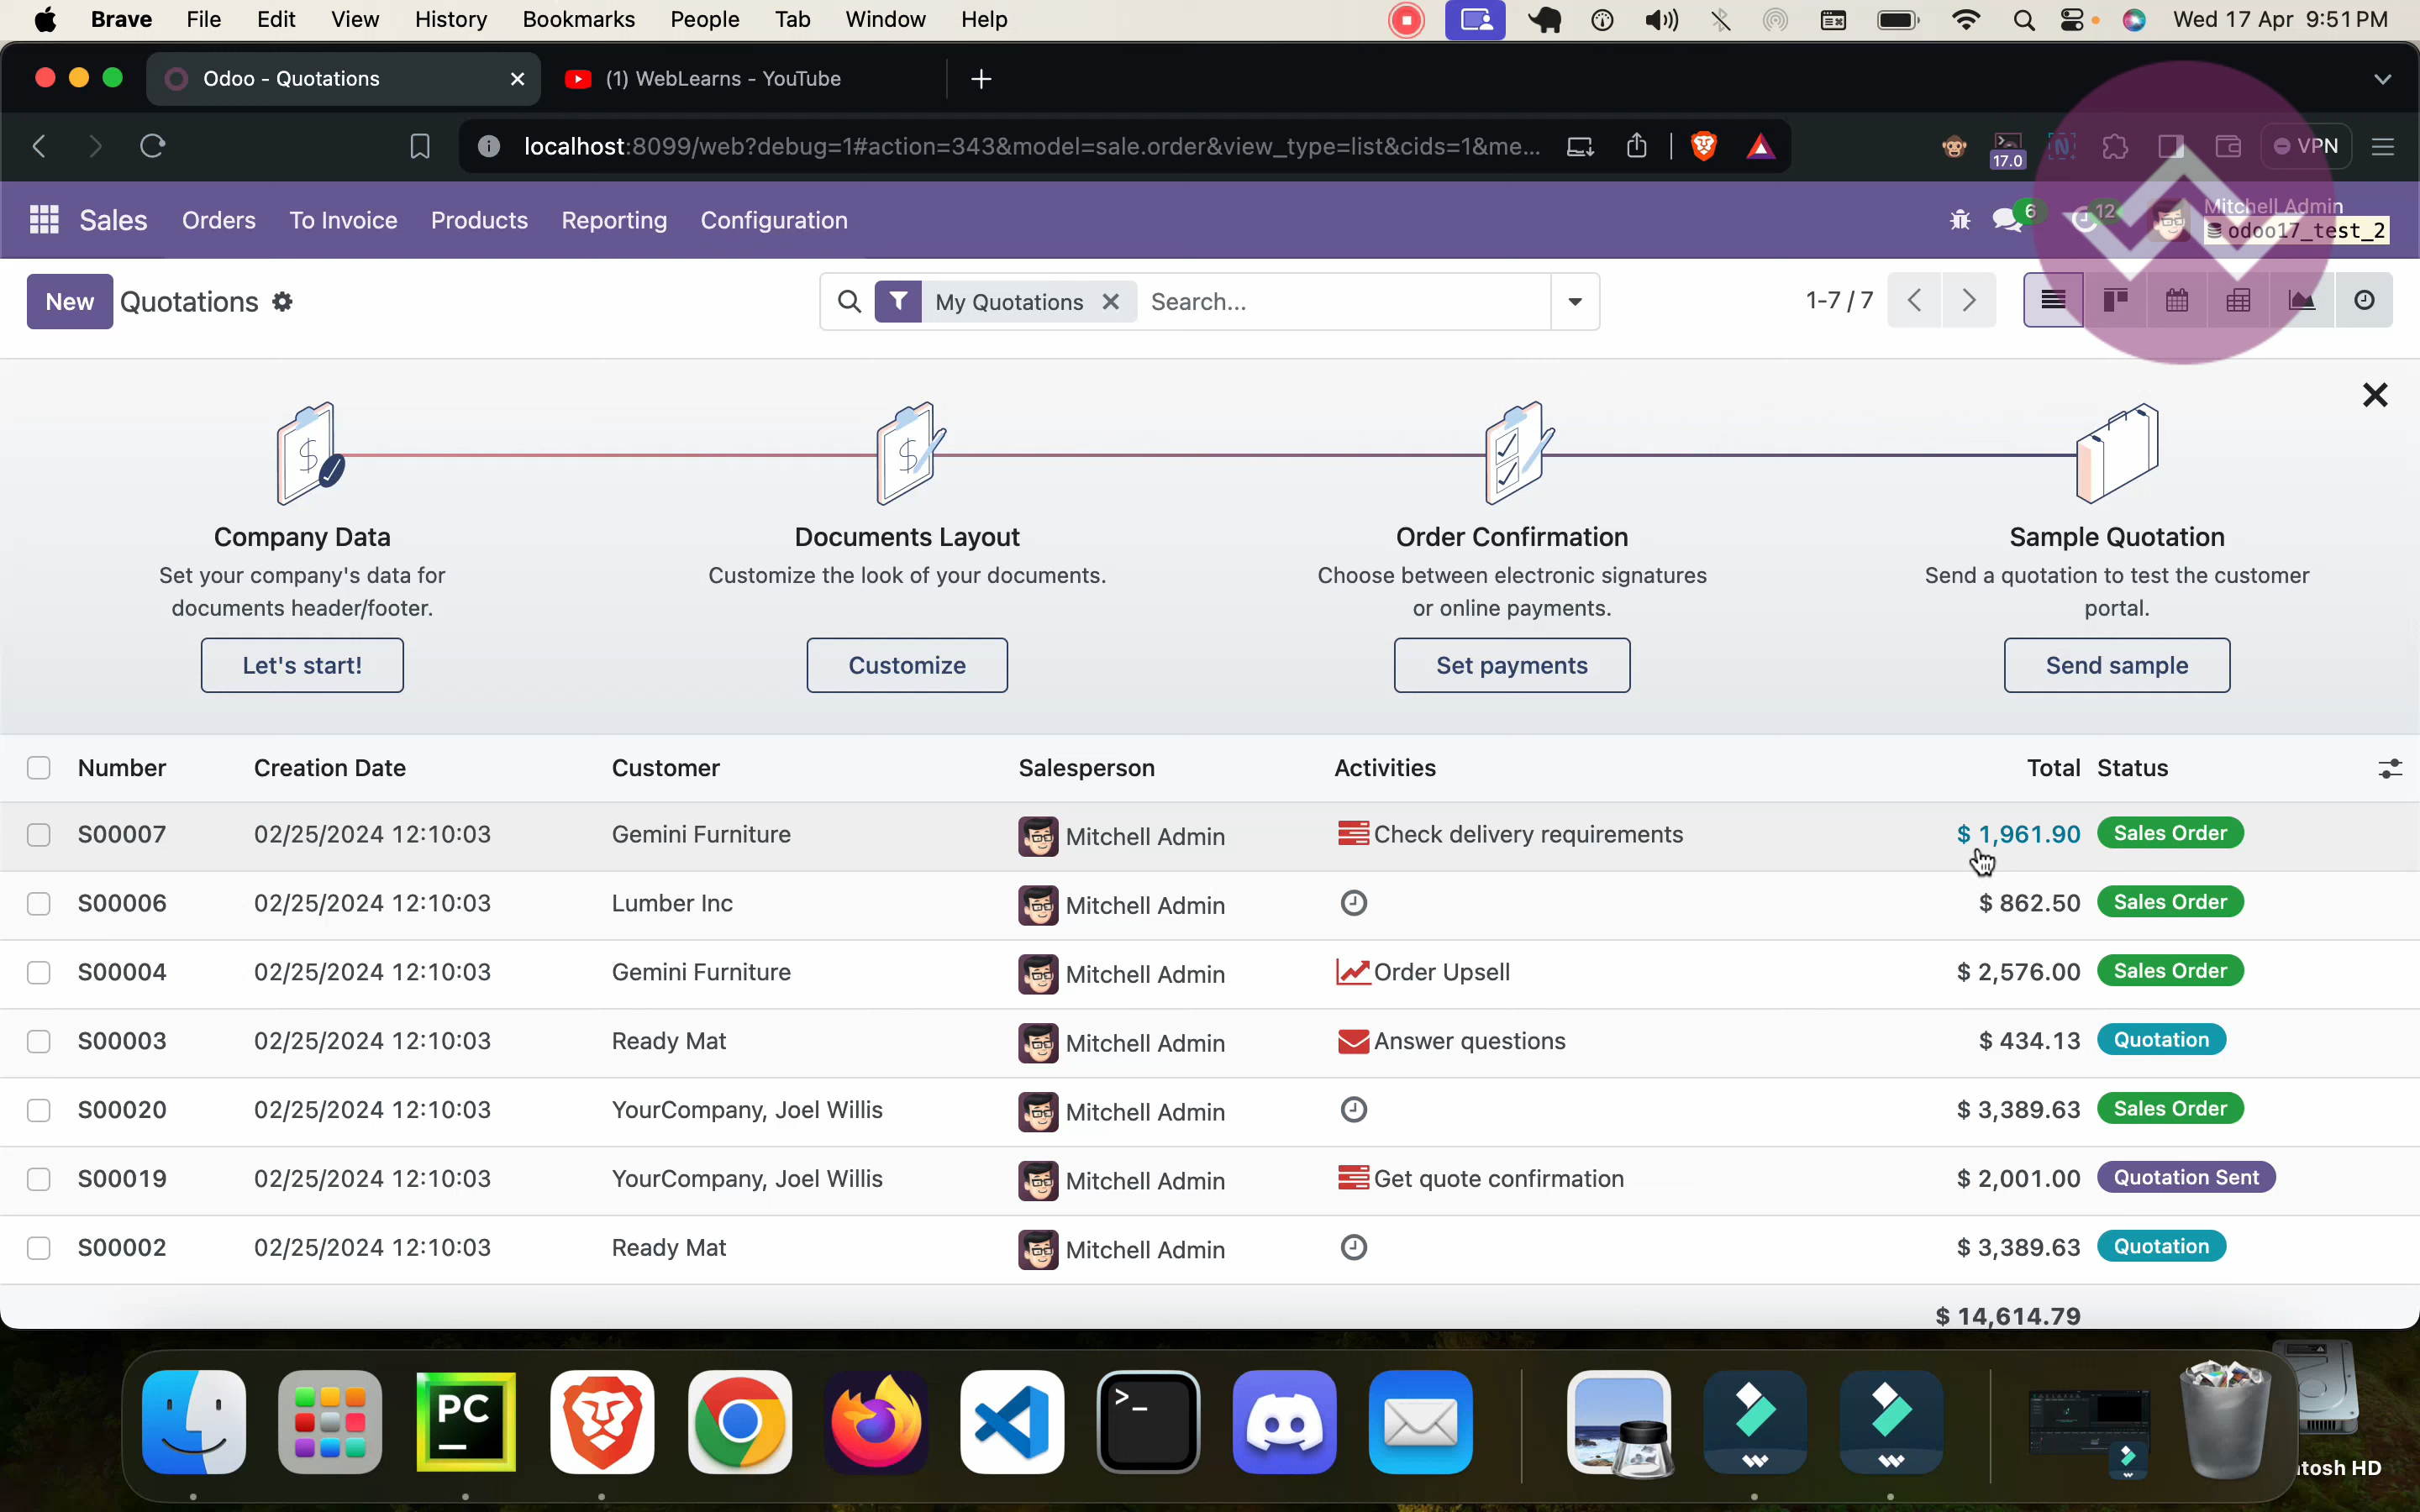 Brave File Edit View History Bookmarks People Tab Window Help Wed 17 Apr 9:51 PM
Odoo - Quotations (1) WebLearns - YouTube
localhost:8099/web?debug=1#action=343&model=sale.order&view_type=list&cids=1&me... 17.0 N VPN
Sales Orders To Invoice Products Reporting Configuration 6 12 Mitchell Admin
odoo17_test_2
New Quotations My Quotations Search... 1-7 / 7
Company Data Documents Layout Order Confirmation Sample Quotation
Set your company's data for Customize the look of your documents. Choose between electronic signatures Send a quotation to test the customer
documents header/footer. or online payments. portal.
Let's start! Customize Set payments Send sample
Number Creation Date Customer Salesperson Activities Total Status
S00007 02/25/2024 12:10:03 Gemini Furniture Mitchell Admin Check delivery requirements $ 1,961.90 Sales Order
S00006 02/25/2024 12:10:03 Lumber Inc Mitchell Admin $ 862.50 Sales Order
S00004 02/25/2024 12:10:03 Gemini Furniture Mitchell Admin Order Upsell $ 2,576.00 Sales Order
S00003 02/25/2024 12:10:03 Ready Mat Mitchell Admin Answer questions $ 434.13 Quotation
S00020 02/25/2024 12:10:03 YourCompany, Joel Willis Mitchell Admin $ 3,389.63 Sales Order
S00019 02/25/2024 12:10:03 YourCompany, Joel Willis Mitchell Admin Get quote confirmation $ 2,001.00 Quotation Sent
S00002 02/25/2024 12:10:03 Ready Mat Mitchell Admin $ 3,389.63 Quotation
$ 14,614.79
PC
tosh HD